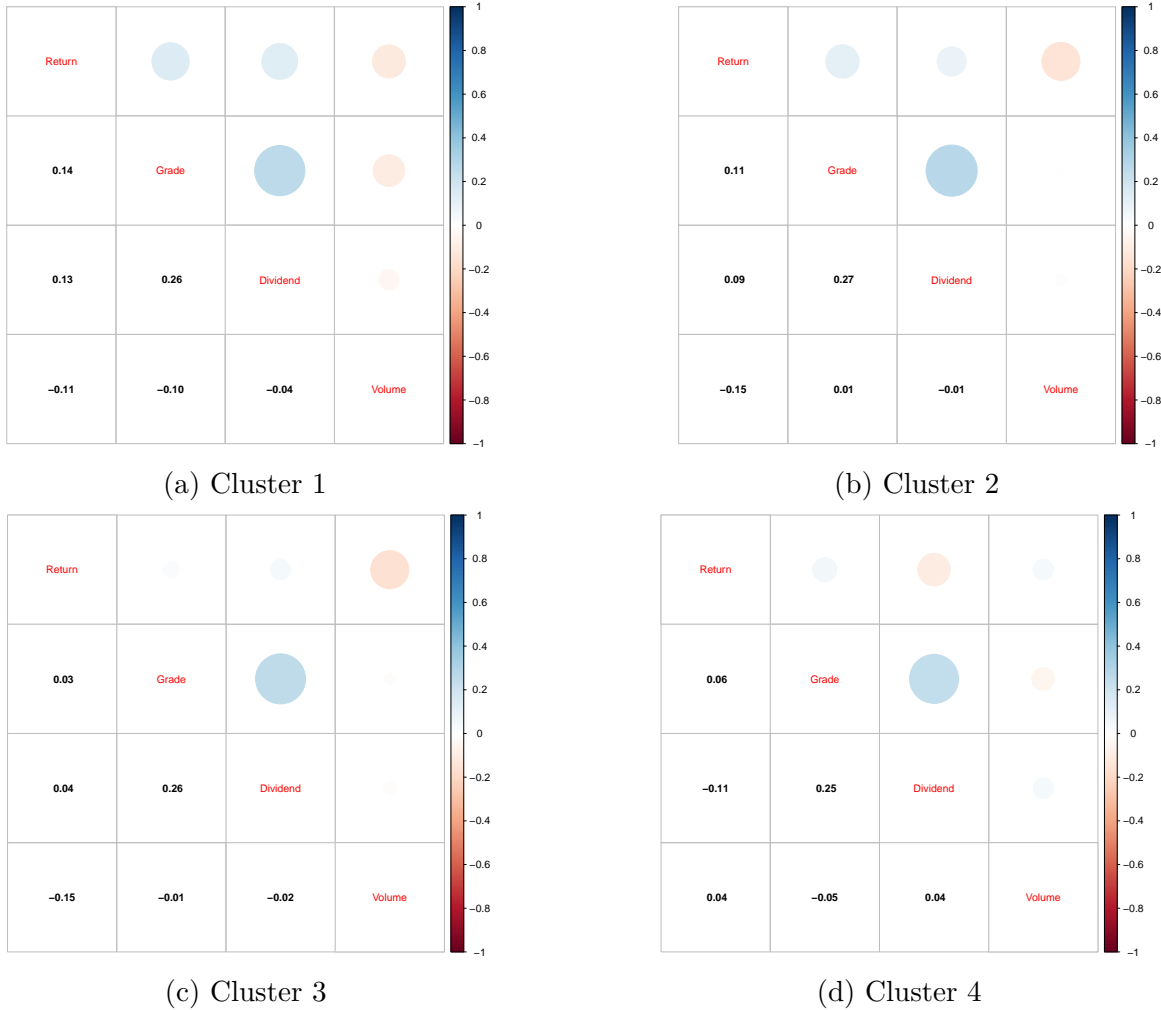 Return
0.14 Grade
0.13 0.26 Dividend
−0.11 −0.10 −0.04 Volume
1
0.8
0.6
0.4
0.2
0
−0.2
−0.4
−0.6
−0.8
−1
(a) Cluster 1
Return
0.11 Grade
0.09 0.27 Dividend
−0.15 0.01 −0.01 Volume
1
0.8
0.6
0.4
0.2
0
−0.2
−0.4
−0.6
−0.8
−1
(b) Cluster 2
Return
0.03 Grade
0.04 0.26 Dividend
−0.15 −0.01 −0.02 Volume
1
0.8
0.6
0.4
0.2
0
−0.2
−0.4
−0.6
−0.8
−1
(c) Cluster 3
Return
0.06 Grade
−0.11 0.25 Dividend
0.04 −0.05 0.04 Volume
1
0.8
0.6
0.4
0.2
0
−0.2
−0.4
−0.6
−0.8
−1
(d) Cluster 4